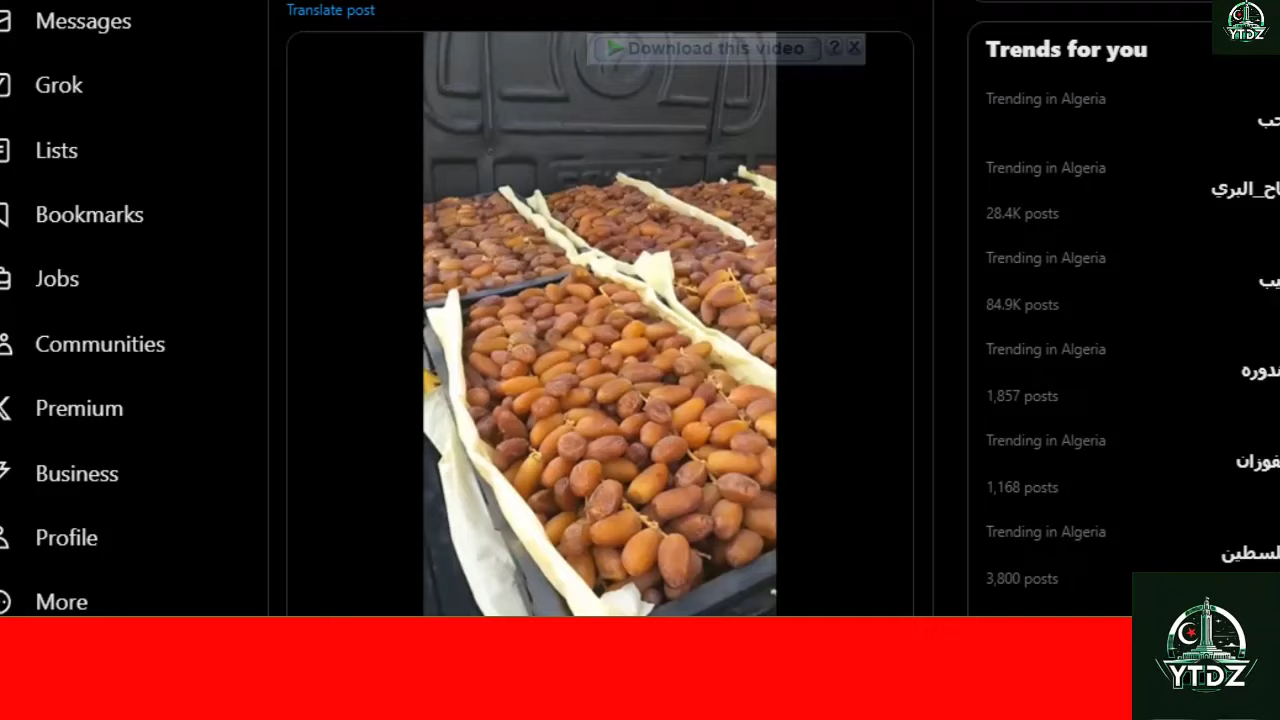 Messages
Grok
Lists
Bookmarks
Jobs
Communities
Premium
Business
Profile
More
Translate post
Download this video ? X
Trends for you
Trending in Algeria
Trending in Algeria
28.4K posts
Trending in Algeria
84.9K posts
Trending in Algeria
1,857 posts
Trending in Algeria
1,168 posts
Trending in Algeria
3,800 posts
YTDZ
YTDZ